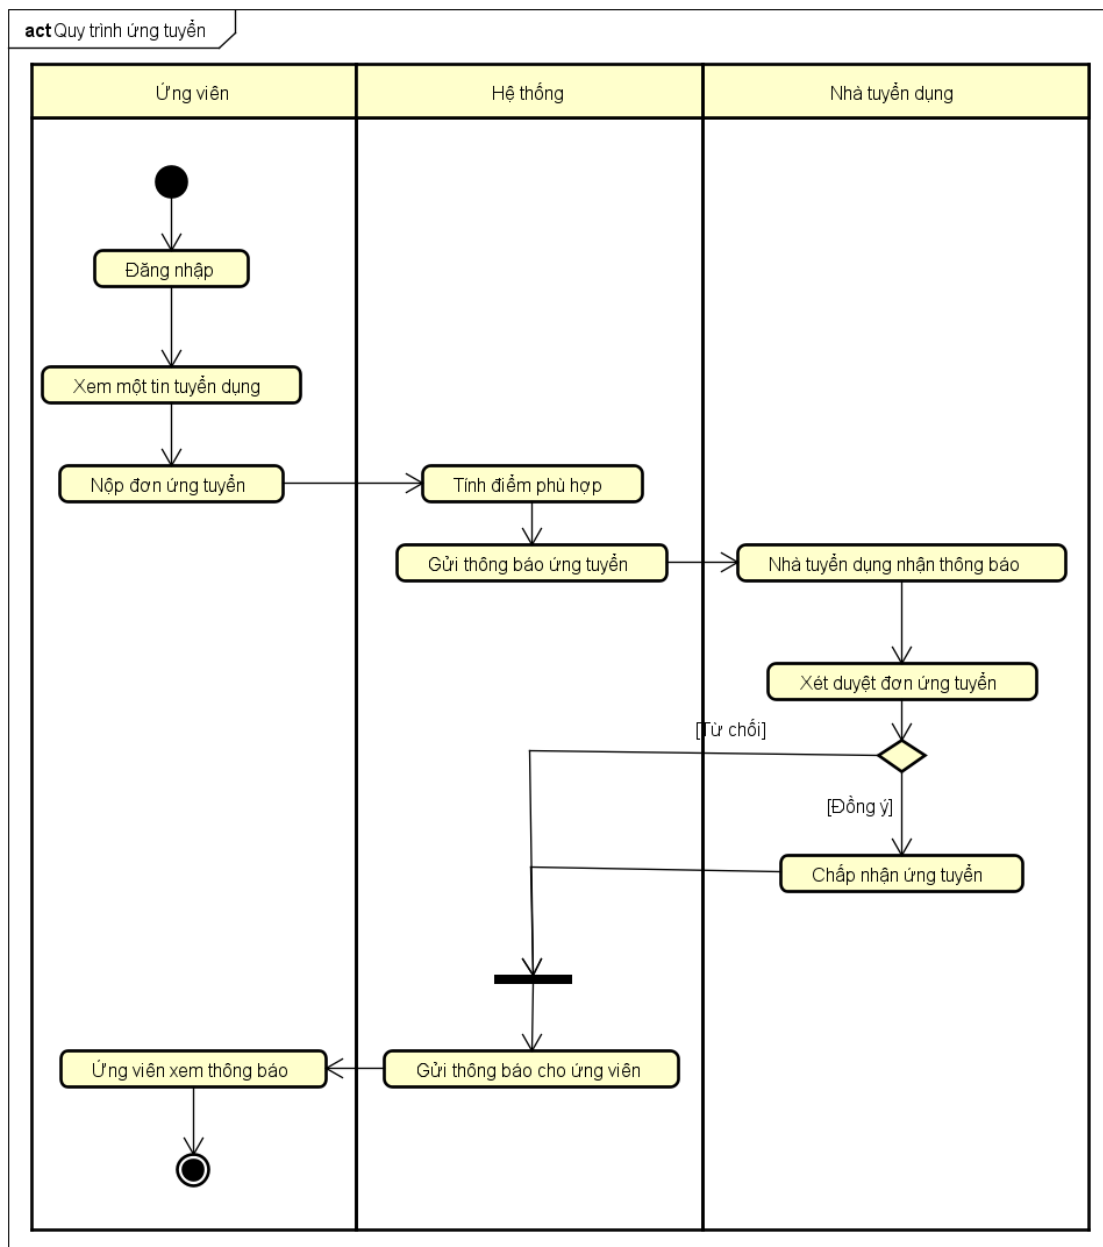 act Quy trình ứng tuyển
Ứng viên
Hệ thống
Nhà tuyển dụng
Đăng nhập
Xem một tin tuyển dụng
Nộp đơn ứng tuyển
Tính điểm phù hợp
Gửi thông báo ứng tuyển
Nhà tuyển dụng nhận thông báo
Xét duyệt đơn ứng tuyển
[Từ chối]
[Đồng ý]
Chấp nhận ứng tuyển
Ứng viên xem thông báo
Gửi thông báo cho ứng viên